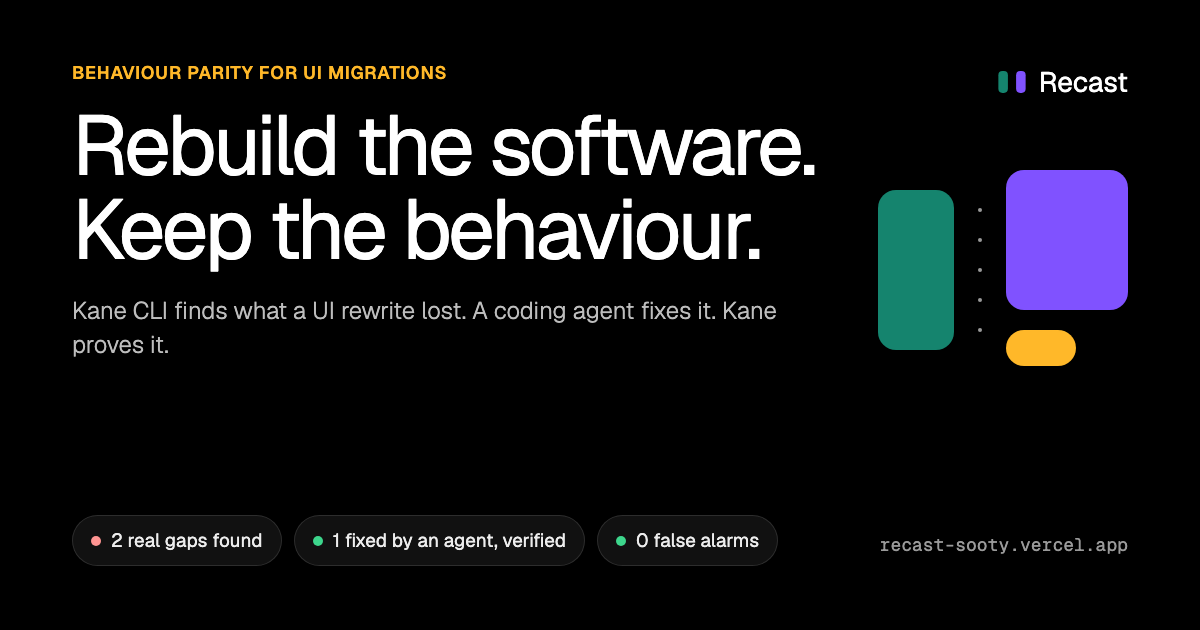 BEHAVIOUR PARITY FOR UI MIGRATIONS
Recast
Rebuild the software.
Keep the behaviour.
Kane CLI finds what a UI rewrite lost. A coding agent fixes it. Kane
proves it.
2 real gaps found
1 fixed by an agent, verified
0 false alarms
recast-sooty.vercel.app